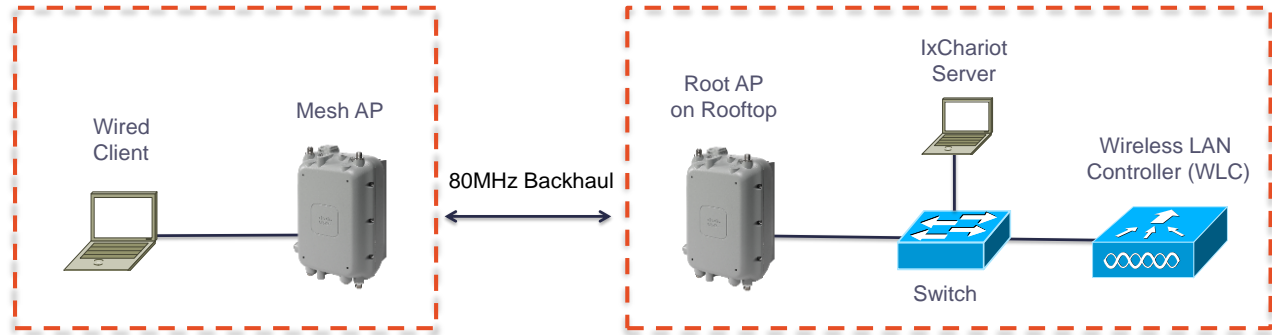 Wired
Client
Mesh AP
80MHz Backhaul
Root AP
on Rooftop
IxChariot
Server
Wireless LAN
Controller (WLC)
Switch